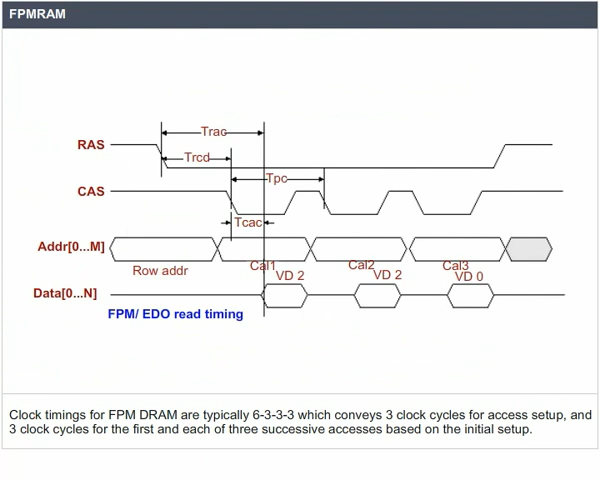 FPMRAM
Trac
RAS
Trcd
Tpc
CAS
Tcac
Addr[0...M]
Row addr
Cal1
Cal2
Cal3
VD 2
VD 2
VD 0
Data[0...N]
FPM/ EDO read timing
Clock timings for FPM DRAM are typically 6-3-3-3 which conveys 3 clock cycles for access setup, and
3 clock cycles for the first and each of three successive accesses based on the initial setup.